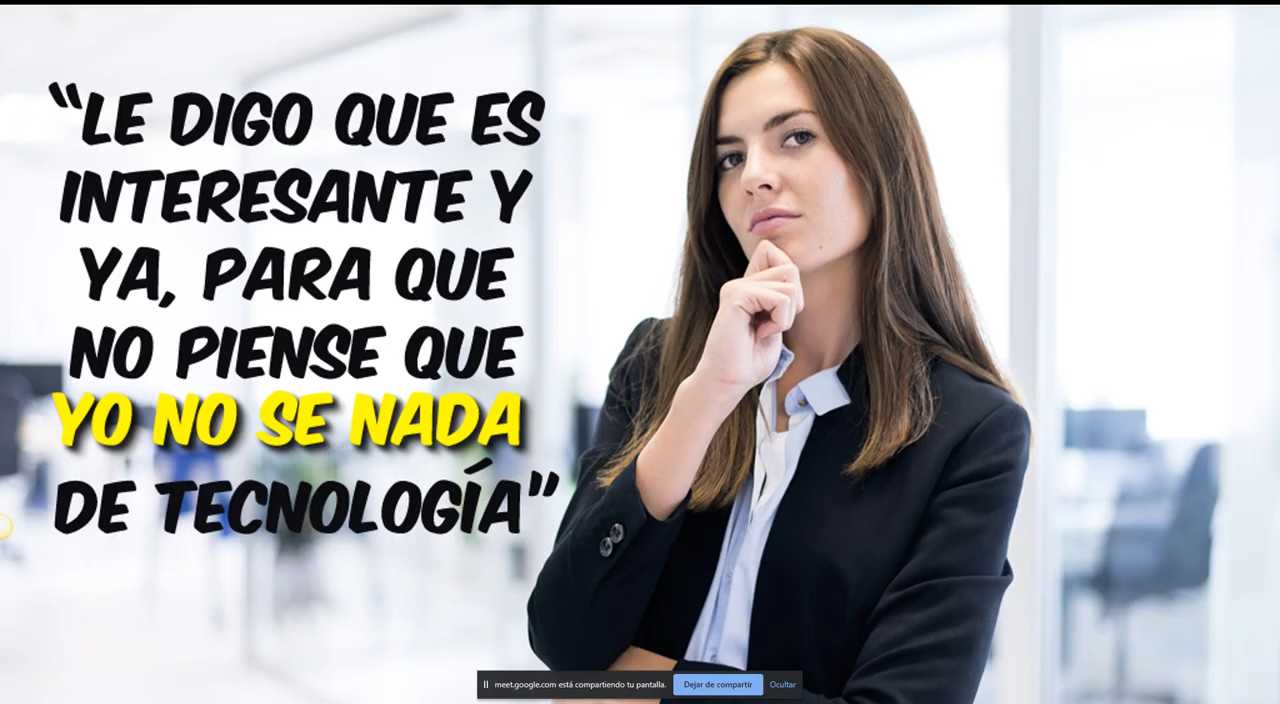 “LE DIGO QUE ES
INTERESANTE Y
YA, PARA QUE
NO PIENSE QUE
YO NO SE NADA
DE TECNOLOGÍA”
meet.google.com está compartiendo tu pantalla. Dejar de compartir Ocultar